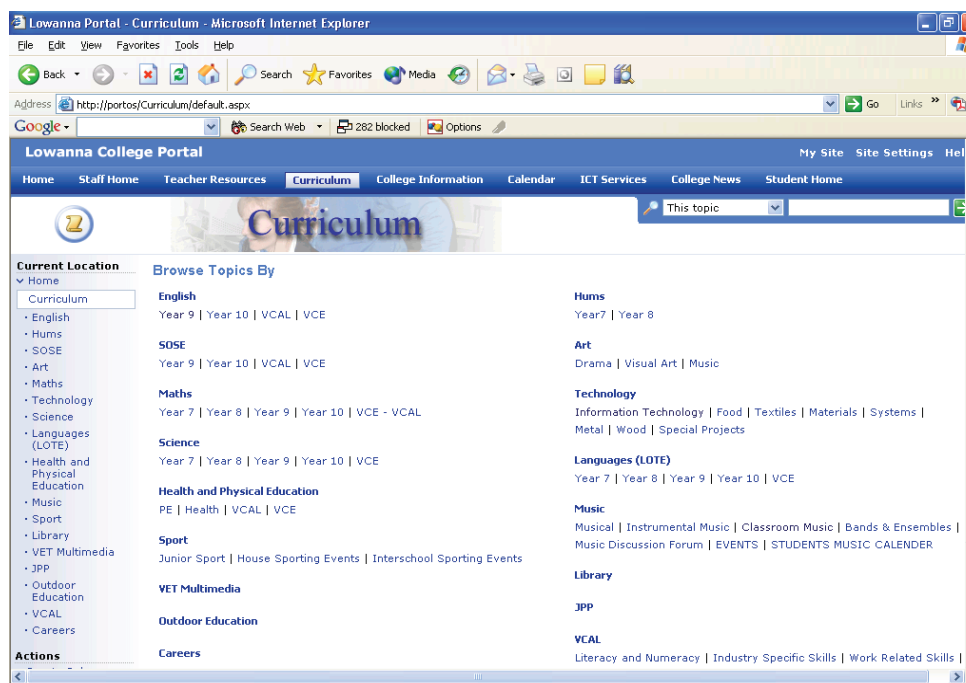 Lowanna Portal - Curriculum - Microsoft Internet Explorer
File Edit View Favorites Tools Help
Back Search Favorites Media
Address http://portos/Curriculum/default.aspx Go Links »
Google Search Web 282 blocked Options
Lowanna College Portal My Site Site Settings Hel
Home Staff Home Teacher Resources Curriculum College Information Calendar ICT Services College News Student Home
Curriculum
This topic
Current Location
Home
Curriculum
· English
· Hums
· SOSE
· Art
· Maths
· Technology
· Science
· Languages
(LOTE)
· Health and
Physical
Education
· Music
· Sport
· Library
· VET Multimedia
· JPP
· Outdoor
Education
· VCAL
· Careers
Actions
Browse Topics By
English
Year 9 | Year 10 | VCAL | VCE
SOSE
Year 9 | Year 10 | VCAL | VCE
Maths
Year 7 | Year 8 | Year 9 | Year 10 | VCE - VCAL
Science
Year 7 | Year 8 | Year 9 | Year 10 | VCE
Health and Physical Education
PE | Health | VCAL | VCE
Sport
Junior Sport | House Sporting Events | Interschool Sporting Events
VET Multimedia
Outdoor Education
Careers
Hums
Year7 | Year 8
Art
Drama | Visual Art | Music
Technology
Information Technology | Food | Textiles | Materials | Systems |
Metal | Wood | Special Projects
Languages (LOTE)
Year 7 | Year 8 | Year 9 | Year 10 | VCE
Music
Musical | Instrumental Music | Classroom Music | Bands & Ensembles |
Music Discussion Forum | EVENTS | STUDENTS MUSIC CALENDER
Library
JPP
VCAL
Literacy and Numeracy | Industry Specific Skills | Work Related Skills |